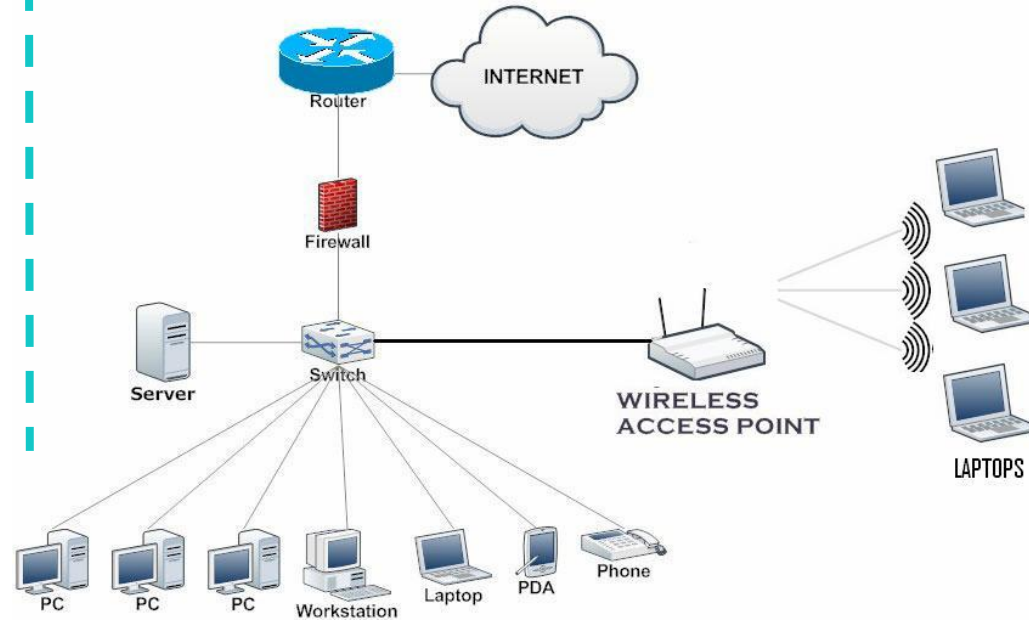 INTERNET
Router
Firewall
Server
Switch
WIRELESS
ACCESS POINT
LAPTOPS
PC
PC
PC
Workstation
Laptop
PDA
Phone